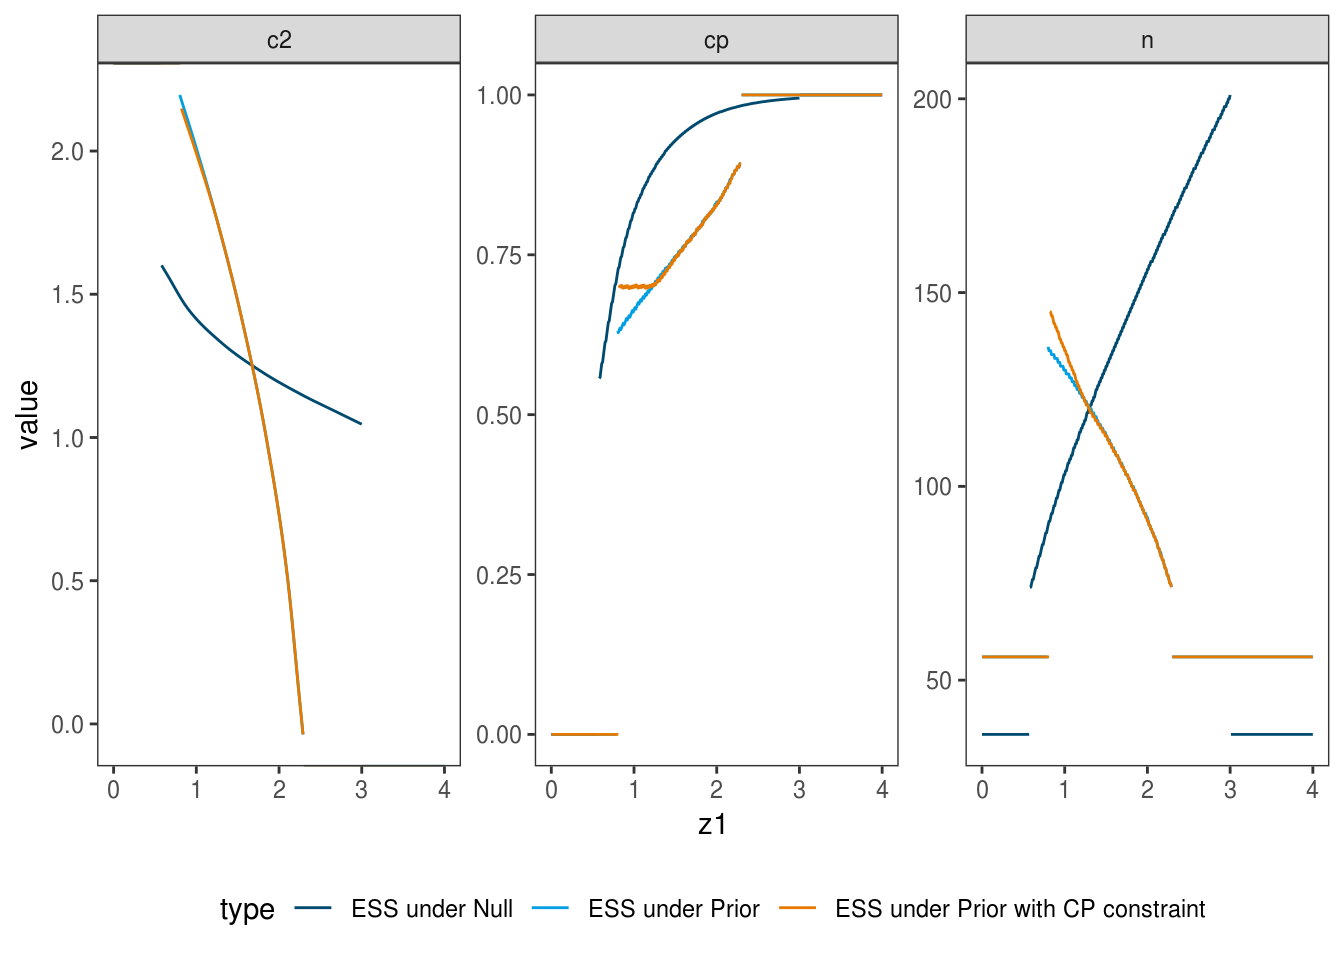 c2 cp n
value
2.0
1.5
1.0
0.5
0.0
1.00
0.75
0.50
0.25
0.00
200
150
100
50
0 1 2 3 4 0 1 2 3 4 0 1 2 3 4
z1
type ESS under Null ESS under Prior ESS under Prior with CP constraint